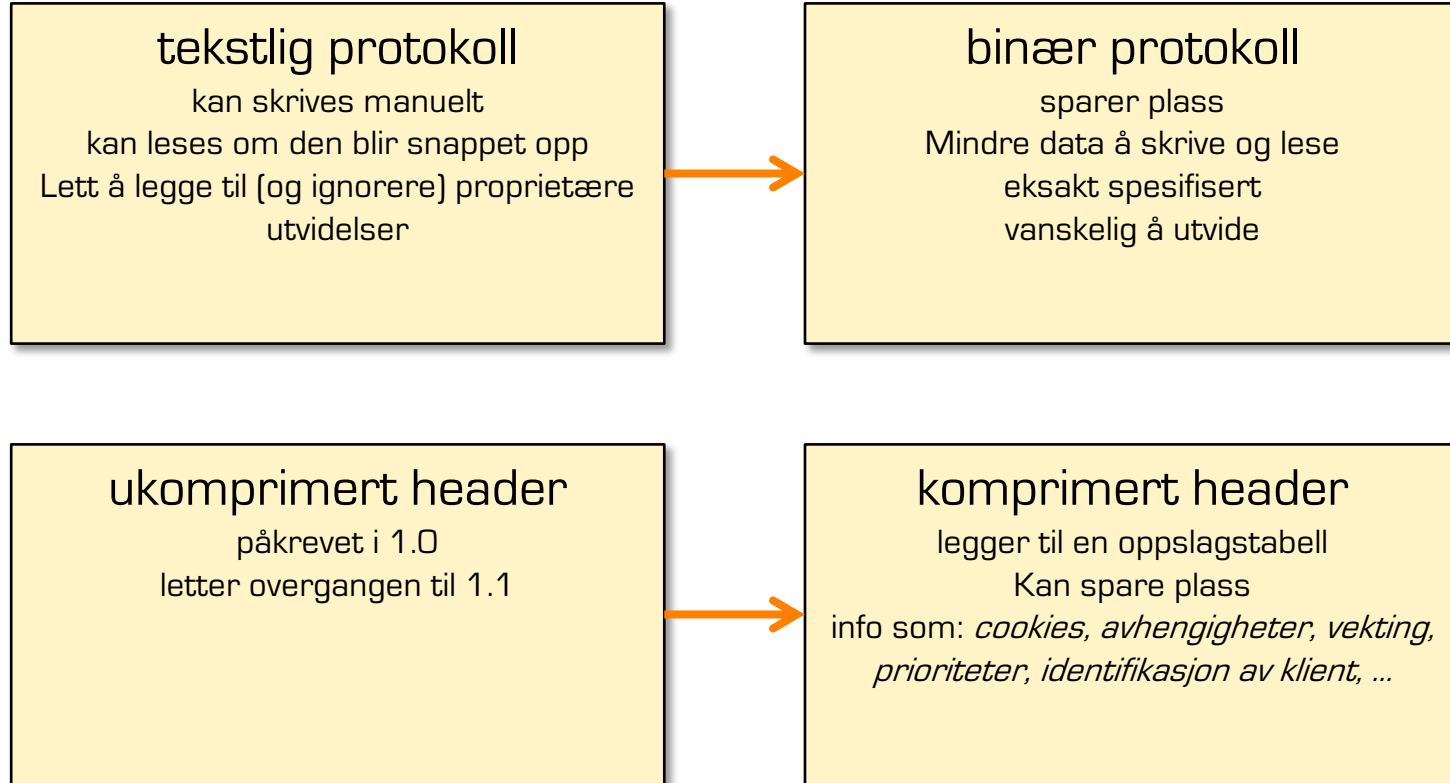 tekstlig protokoll
kan skrives manuelt
kan leses om den blir snappet opp
Lett å legge til (og ignorere) proprietære
utvidelser
binær protokoll
sparer plass
Mindre data å skrive og lese
eksakt spesifisert
vanskelig å utvide
ukomprimert header
påkrevet i 1.0
letter overgangen til 1.1
komprimert header
legger til en oppslagstabell
Kan spare plass
info som: cookies, avhengigheter, vekting,
prioriteter, identifikasjon av klient, ...